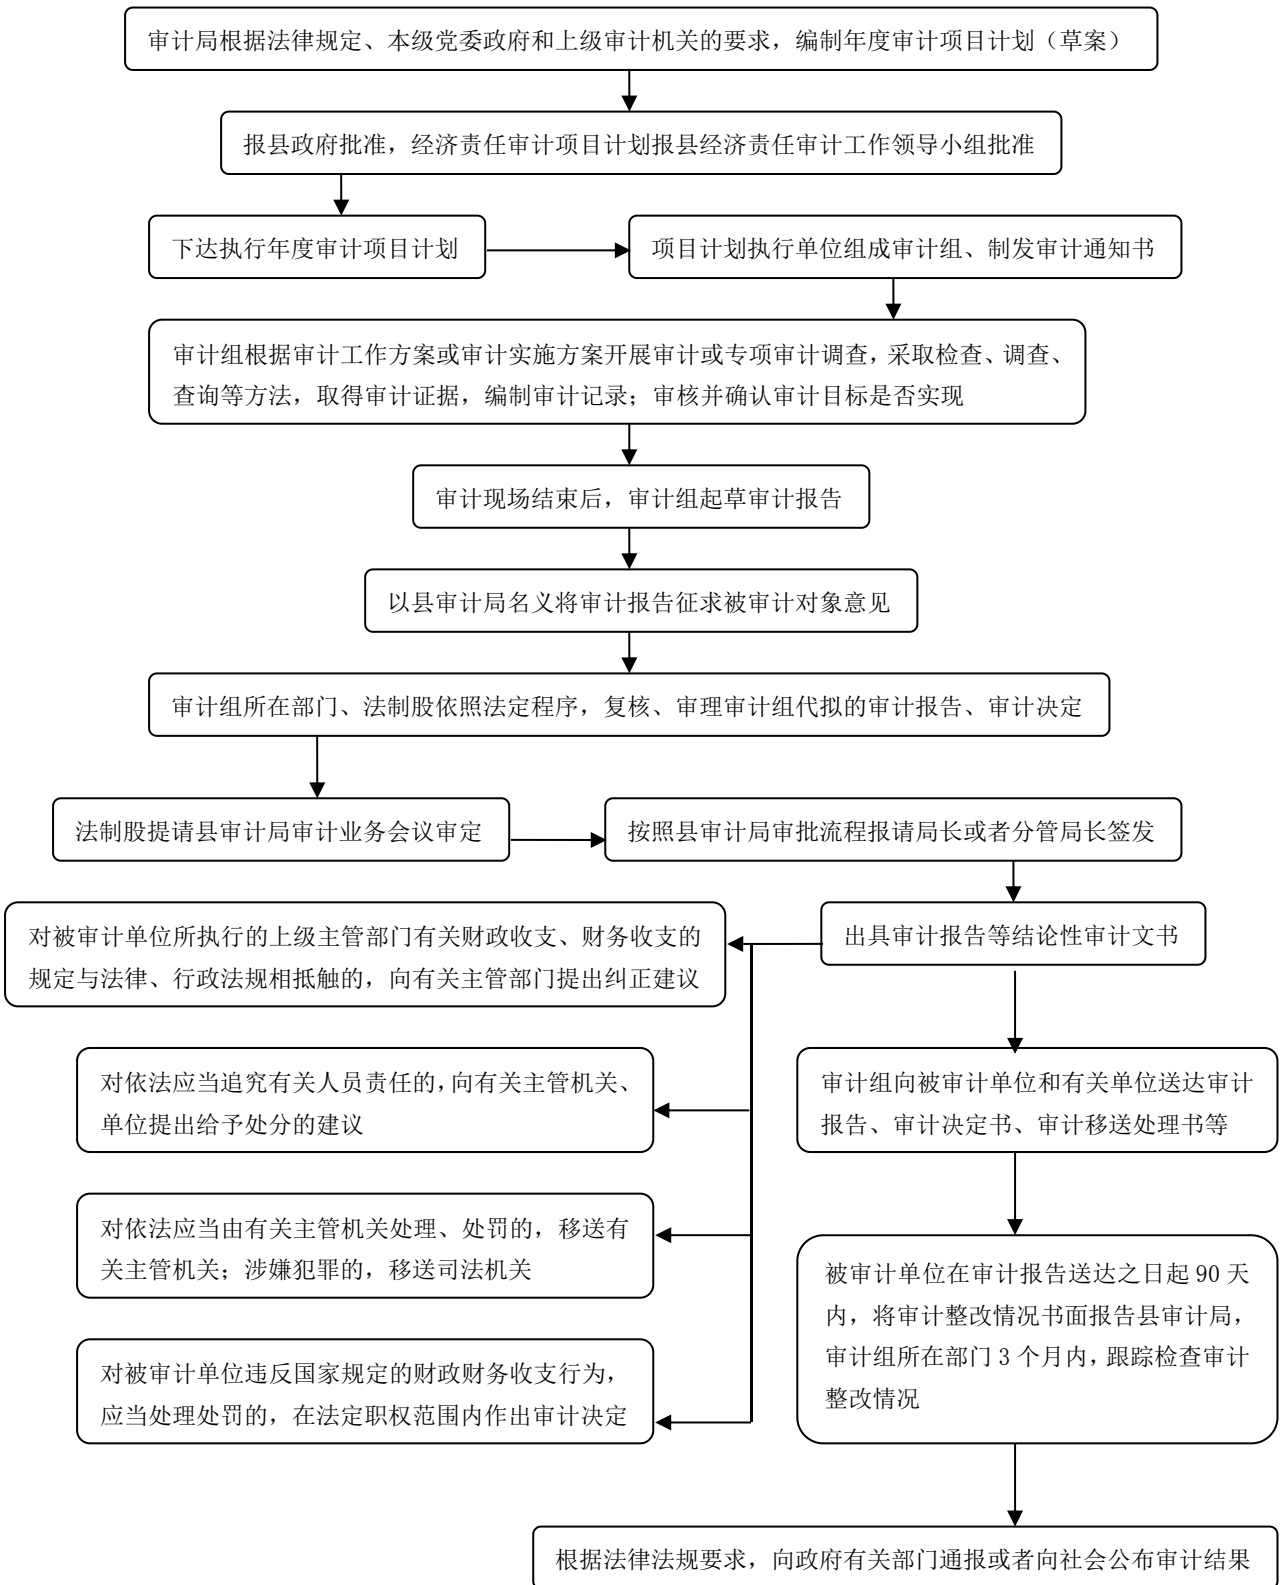 审计局根据法律规定、本级党委政府和上级审计机关的要求，编制年度审计项目计划（草案）
报县政府批准，经济责任审计项目计划报县经济责任审计工作领导小组批准
下达执行年度审计项目计划
项目计划执行单位组成审计组、制发审计通知书
审计组根据审计工作方案或审计实施方案开展审计或专项审计调查，采取检查、调查、
查询等方法，取得审计证据，编制审计记录；审核并确认审计目标是否实现
审计现场结束后，审计组起草审计报告
以县审计局名义将审计报告征求被审计对象意见
审计组所在部门、法制股依照法定程序，复核、审理审计组代拟的审计报告、审计决定
法制股提请县审计局审计业务会议审定
按照县审计局审批流程报请局长或者分管局长签发
出具审计报告等结论性审计文书
对被审计单位所执行的上级主管部门有关财政收支、财务收支的
规定与法律、行政法规相抵触的，向有关主管部门提出纠正建议
对依法应当追究有关人员责任的，向有关主管机关、
单位提出给予处分的建议
对依法应当由有关主管机关处理、处罚的，移送有
关主管机关；涉嫌犯罪的，移送司法机关
对被审计单位违反国家规定的财政财务收支行为，
应当处理处罚的，在法定职权范围内作出审计决定
审计组向被审计单位和有关单位送达审计
报告、审计决定书、审计移送处理书等
被审计单位在审计报告送达之日起 90 天
内，将审计整改情况书面报告县审计局，
审计组所在部门 3 个月内，跟踪检查审计
整改情况
根据法律法规要求，向政府有关部门通报或者向社会公布审计结果